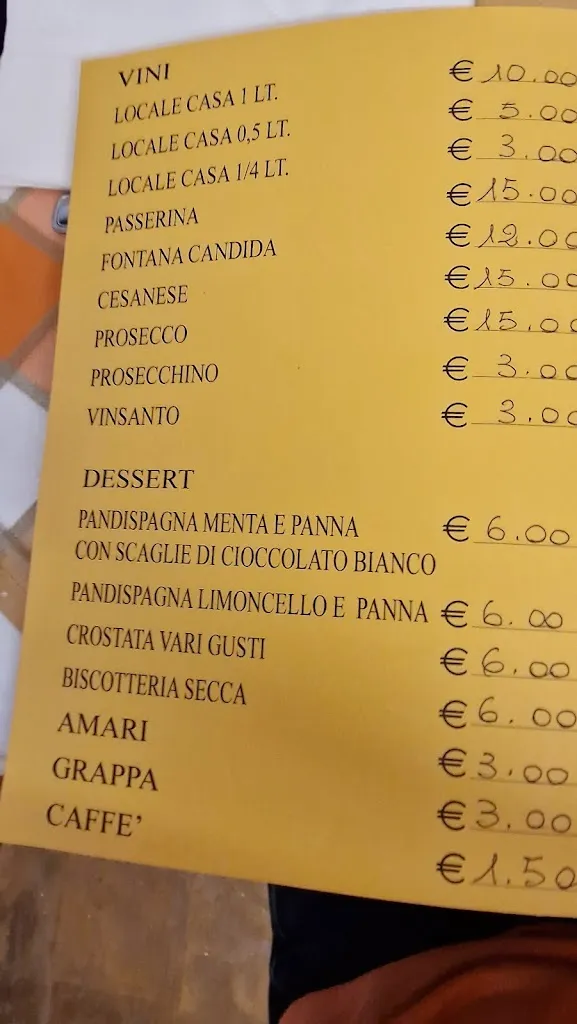 VINI
LOCALE CASA 1 LT. € 10.00
LOCALE CASA 0,5 LT. € 5.00
LOCALE CASA 1/4 LT. € 3.00
PASSERINA € 15.00
FONTANA CANDIDA € 12.00
CESANESE € 15.00
PROSECCO € 15.00
PROSECCHINO € 3.00
VINSANTO € 3.00
DESSERT
PANDISPAGNA MENTA E PANNA € 6.00
CON SCAGLIE DI CIOCCOLATO BIANCO
PANDISPAGNA LIMONCELLO E PANNA € 6.00
CROSTATA VARI GUSTI € 6.00
BISCOTTERIA SECCA € 6.00
AMARI € 3.00
GRAPPA € 3.00
CAFFE' € 1.50